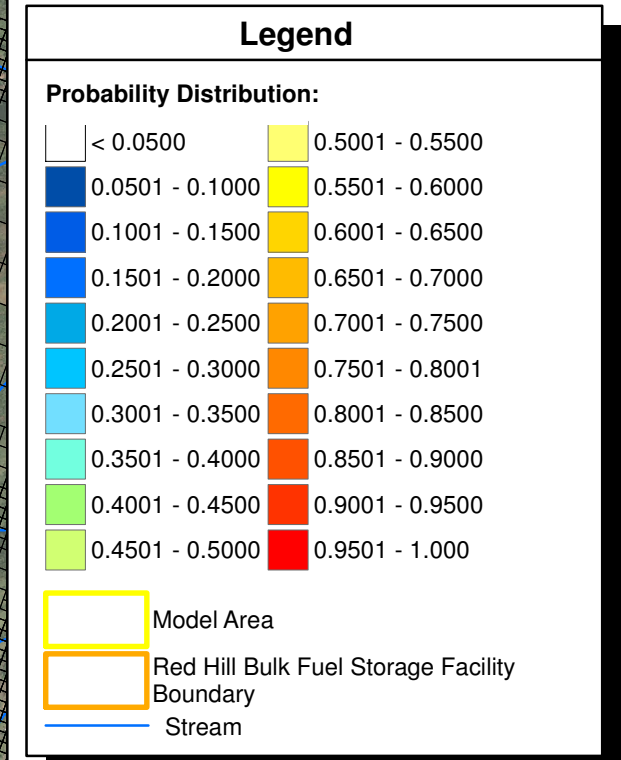 Legend
Probability Distribution:
< 0.0500
0.0501 - 0.1000
0.1001 - 0.1500
0.1501 - 0.2000
0.2001 - 0.2500
0.2501 - 0.3000
0.3001 - 0.3500
0.3501 - 0.4000
0.4001 - 0.4500
0.4501 - 0.5000
0.5001 - 0.5500
0.5501 - 0.6000
0.6001 - 0.6500
0.6501 - 0.7000
0.7001 - 0.7500
0.7501 - 0.8001
0.8001 - 0.8500
0.8501 - 0.9000
0.9001 - 0.9500
0.9501 - 1.000
Model Area
Red Hill Bulk Fuel Storage Facility
Boundary
Stream